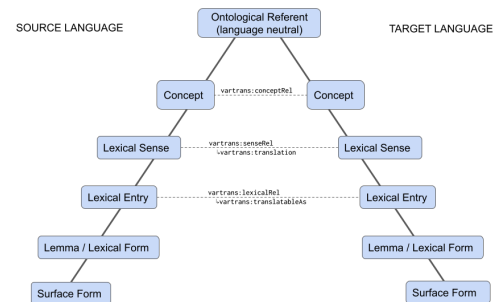 SOURCE LANGUAGE
Ontological Referent
(language neutral)
TARGET LANGUAGE
Concept
vartrans:conceptRel
Concept
Lexical Sense
vartrans:senseRel
↳vartrans:translation
Lexical Sense
Lexical Entry
vartrans:lexicalRel
↳vartrans:translatableAs
Lexical Entry
Lemma / Lexical Form
Lemma / Lexical Form
Surface Form
Surface Form